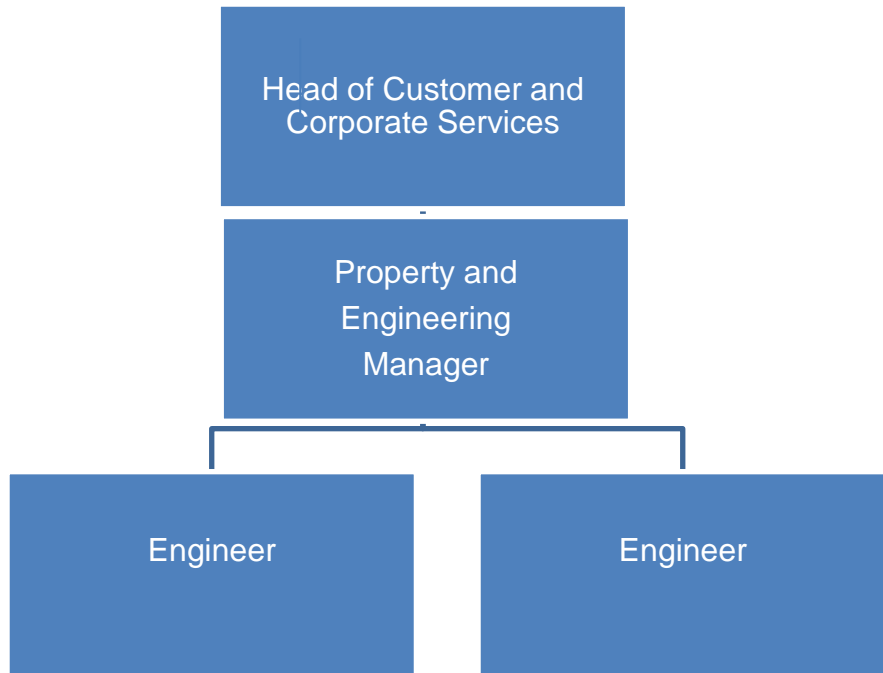 Head of Customer and
Corporate Services
Property and
Engineering
Manager
Engineer
Engineer